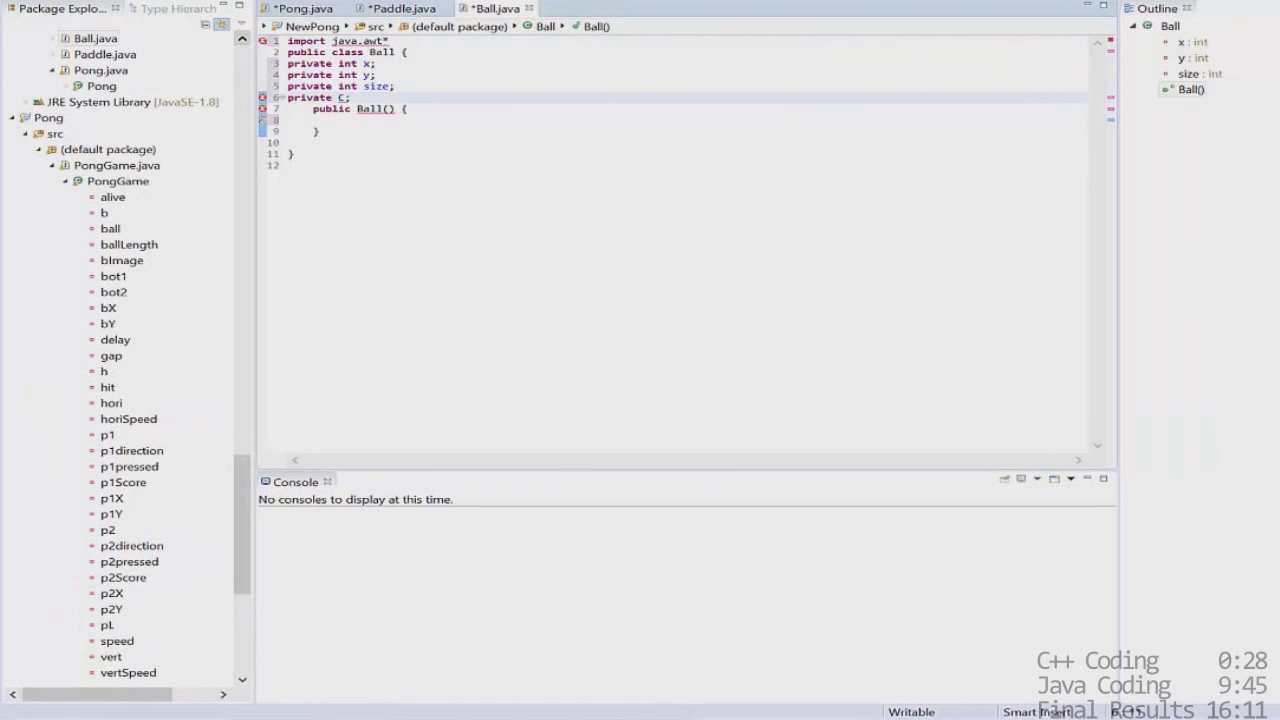 Package Explo...
Type Hierarch
Ball.java
Paddle.java
Pong.java
Pong
JRE System Library [JavaSE-1.8]
Pong
src
(default package)
PongGame.java
PongGame
alive
b
ball
ballLength
bImage
bot1
bot2
bX
bY
delay
gap
h
hit
hori
horiSpeed
p1
p1direction
p1pressed
p1Score
p1X
p1Y
p2
p2direction
p2pressed
p2Score
p2X
p2Y
pL
speed
vert
vertSpeed
*Pong.java
*Paddle.java
*Ball.java
NewPong
src
(default package)
Ball
Ball()
1 import java.awt*
2 public class Ball {
3 private int x;
4 private int y;
5 private int size;
6 private C;
7 public Ball() {
8
9 }
10
11 }
12
Console
No consoles to display at this time.
Outline
Ball
x : int
y : int
size : int
Ball()
C++ Coding 0:28
Java Coding 9:45
Final Results 16:11
Writable
Smart Insert